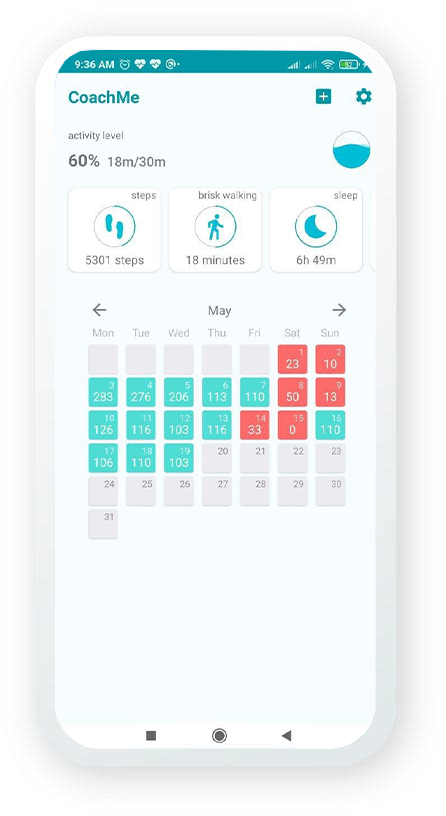 9:36 AM 82
CoachMe
activity level
60% 18m/30m
steps brisk walking sleep
5301 steps 18 minutes 6h 49m
May
Mon Tue Wed Thu Fri Sat Sun
1 2
23 10
3 4 5 6 7 8 9
283 276 206 113 110 50 13
10 11 12 13 14 15 16
126 116 103 116 33 0 110
17 18 19 20 21 22 23
106 110 103
24 25 26 27 28 29 30
31